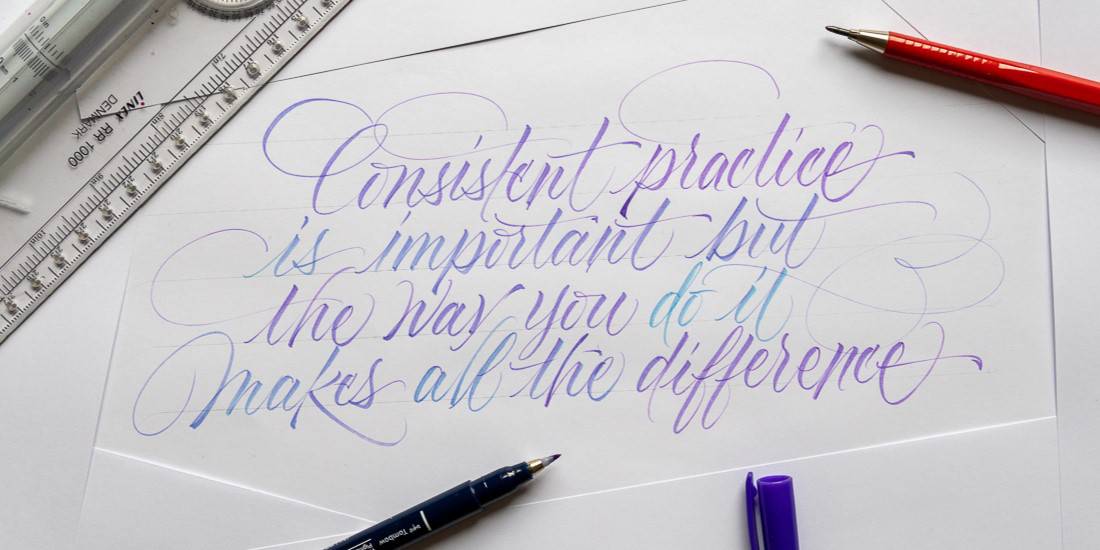 Consistent practice
is important but
the way you do it
makes all the difference
LINEX
DENMARK
RR 1000
Tombow